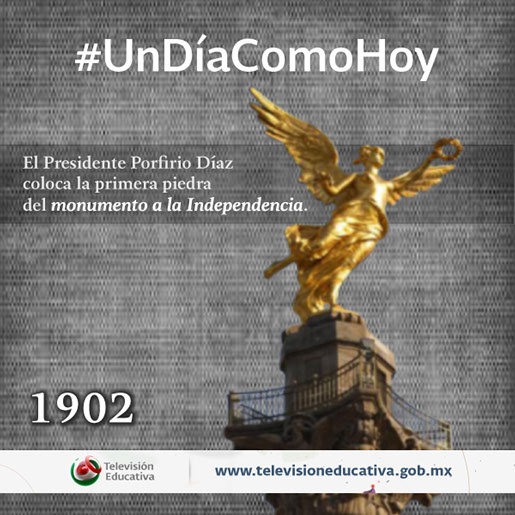 #UnDíaComoHoy
El Presidente Porfirio Díaz
coloca la primera piedra
del monumento a la Independencia.
1902
Televisión
Educativa
www.televisioneducativa.gob.mx